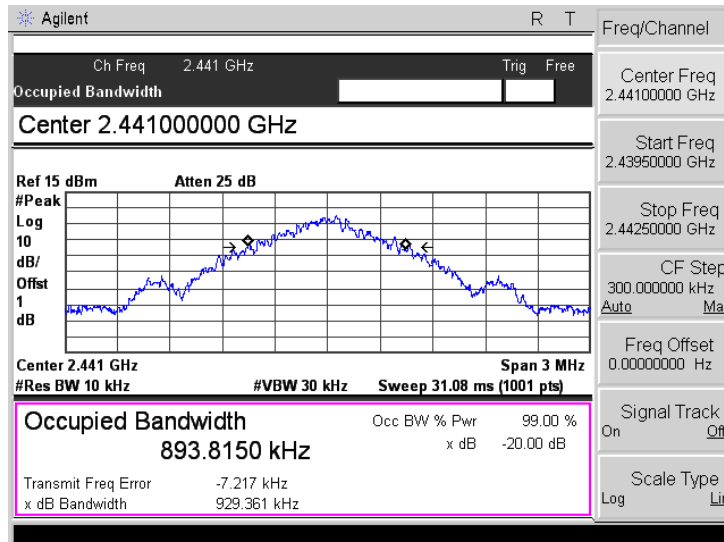 Agilent R T
Ch Freq 2.441 GHz Trig Free
Occupied Bandwidth
Center 2.441000000 GHz
Ref 15 dBm Atten 25 dB
#Peak
Log
10
dB/
Offst
1
dB
Center 2.441 GHz Span 3 MHz
#Res BW 10 kHz #VBW 30 kHz Sweep 31.08 ms (1001 pts)
Occupied Bandwidth Occ BW % Pwr 99.00 %
893.8150 kHz x dB -20.00 dB
Transmit Freq Error -7.217 kHz
x dB Bandwidth 929.361 kHz
Freq/Channel
Center Freq
2.44100000 GHz
Start Freq
2.43950000 GHz
Stop Freq
2.44250000 GHz
CF Step
300.000000 kHz
Auto Ma
Freq Offset
0.00000000 Hz
Signal Track
On Off
Scale Type
Log Lin